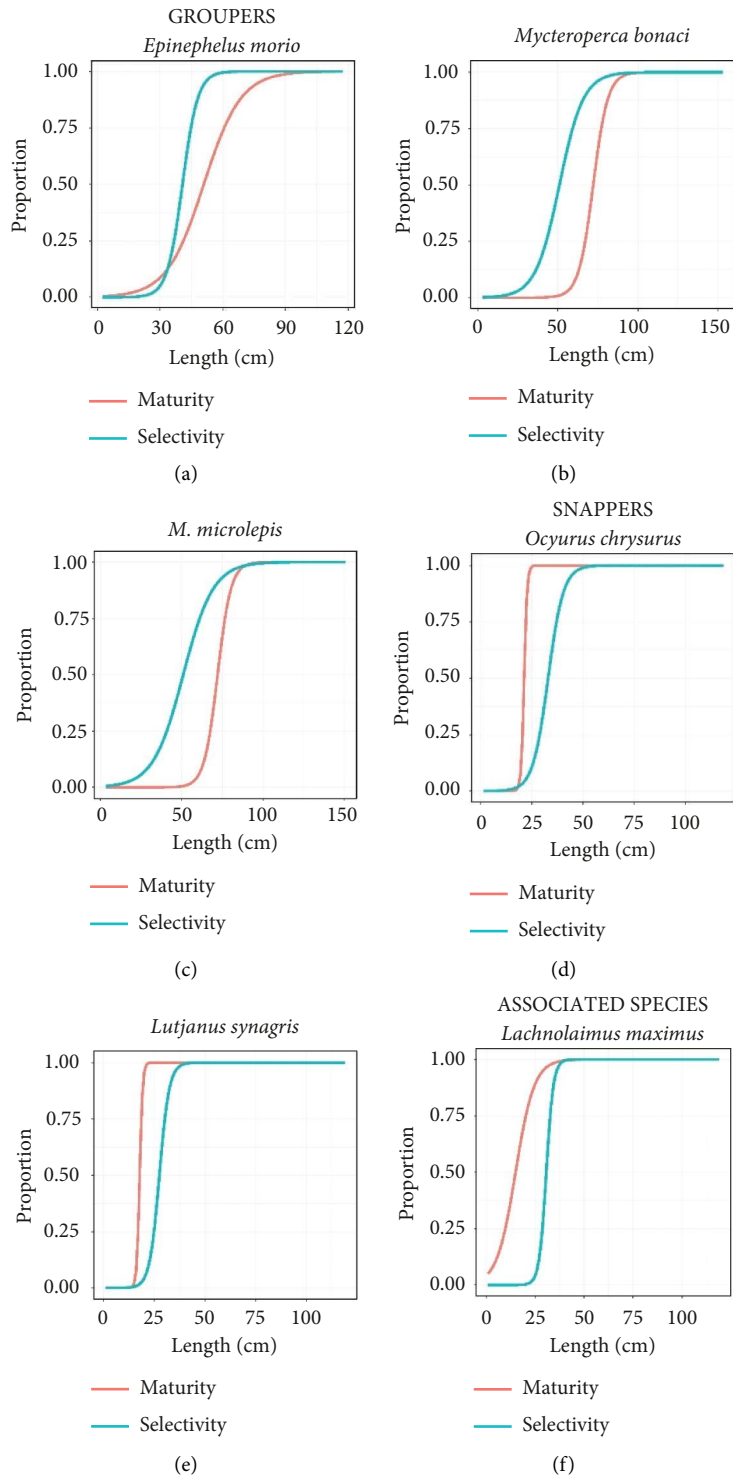 GROUPERS
Epinephelus morio
1.00
0.75
0.50
0.25
0.00
Proportion
0 30 60 90 120
Length (cm)
Maturity
Selectivity
(a)
Mycteroperca bonaci
1.00
0.75
0.50
0.25
0.00
Proportion
0 50 100 150
Length (cm)
Maturity
Selectivity
(b)
M. microlepis
1.00
0.75
0.50
0.25
0.00
Proportion
0 50 100 150
Length (cm)
Maturity
Selectivity
(c)
SNAPPERS
Ocyurus chrysurus
1.00
0.75
0.50
0.25
0.00
Proportion
0 25 50 75 100
Length (cm)
Maturity
Selectivity
(d)
Lutjanus synagris
1.00
0.75
0.50
0.25
0.00
Proportion
0 25 50 75 100
Length (cm)
Maturity
Selectivity
(e)
ASSOCIATED SPECIES
Lachnolaimus maximus
1.00
0.75
0.50
0.25
0.00
Proportion
0 25 50 75 100
Length (cm)
Maturity
Selectivity
(f)